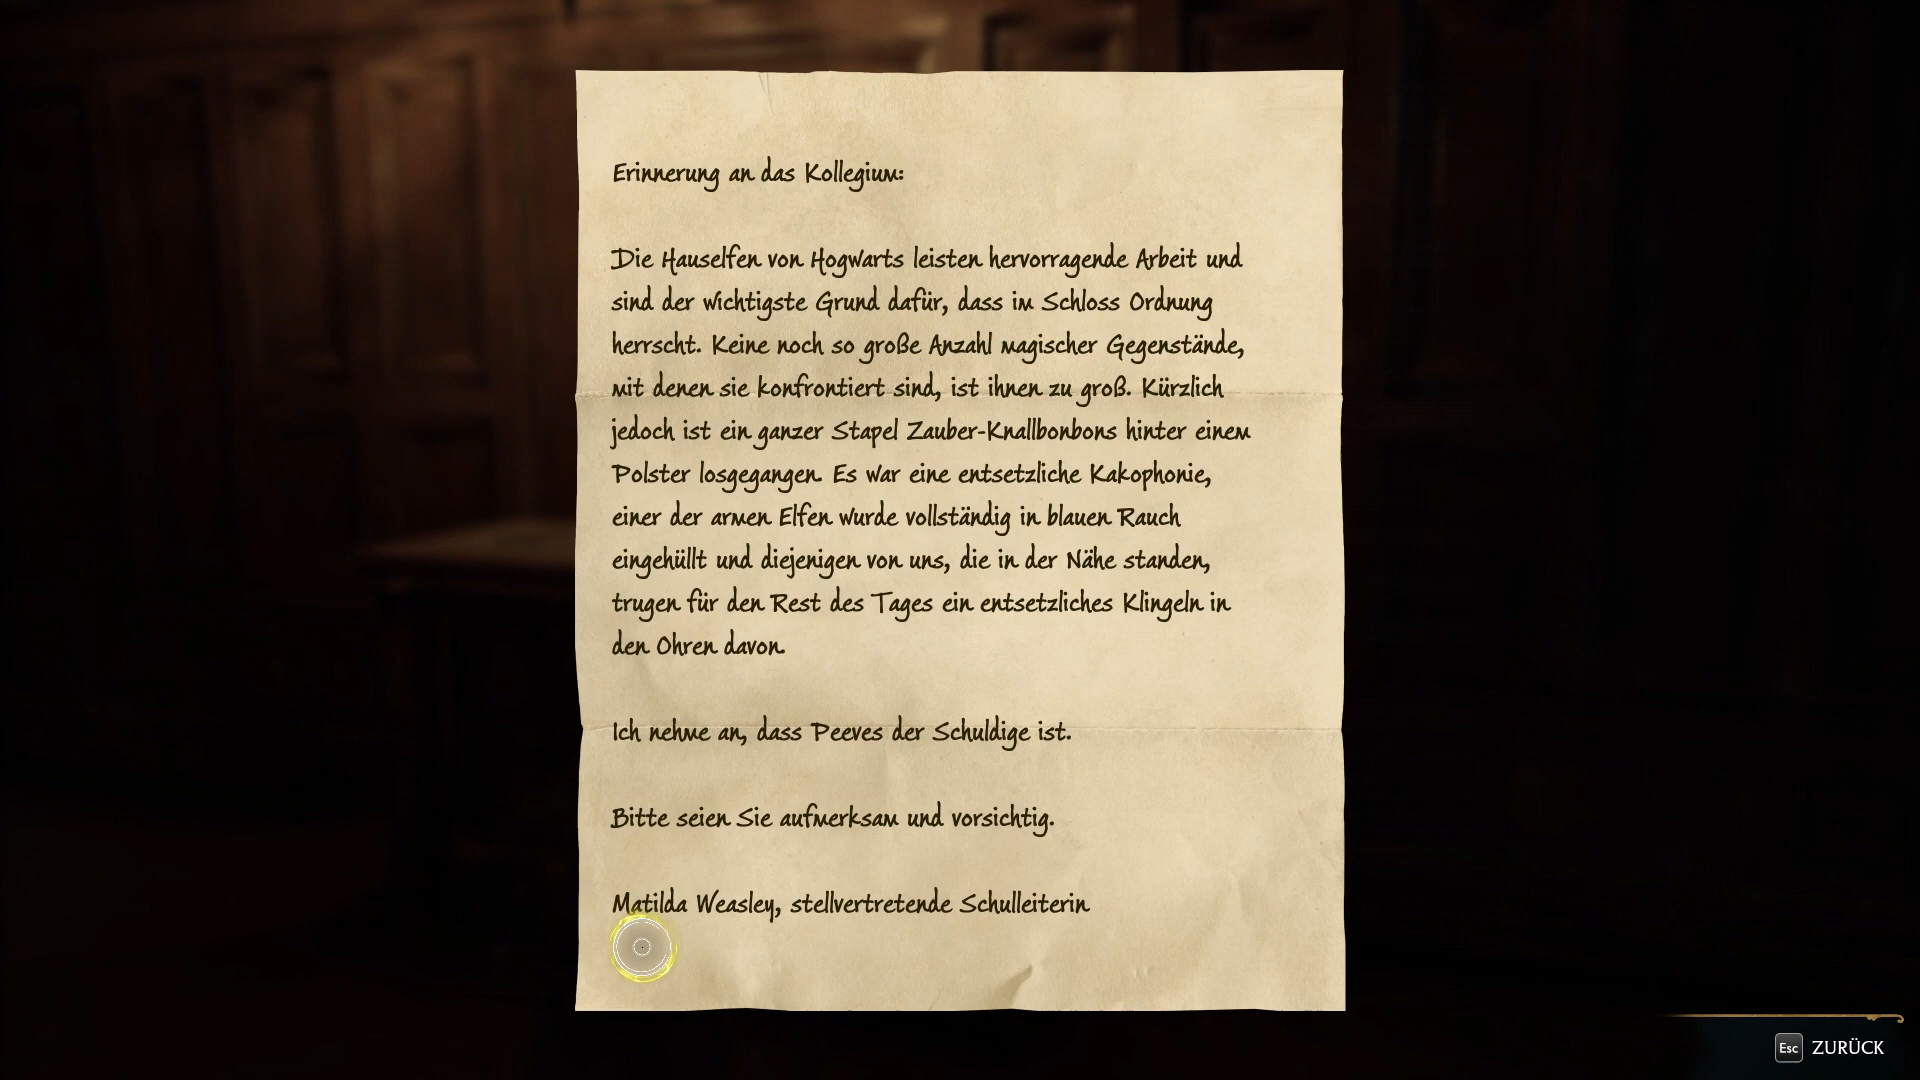 Erinnerung an das Kollegium:
Die Hauselfen von Hogwarts leisten hervorragende Arbeit und
sind der wichtigste Grund dafür, dass im Schloss Ordnung
herrscht. Keine noch so große Anzahl magischer Gegenstände,
mit denen sie konfrontiert sind, ist ihnen zu groß. Kürzlich
jedoch ist ein ganzer Stapel Zauber-Knallbonbons hinter einem
Polster losgegangen. Es war eine entsetzliche Kakophonie,
einer der armen Elfen wurde vollständig in blauen Rauch
eingehüllt und diejenigen von uns, die in der Nähe standen,
trugen für den Rest des Tages ein entsetzliches Klingeln in
den Ohren davon.
Ich nehme an, dass Peeves der Schuldige ist.
Bitte seien Sie aufmerksam und vorsichtig.
Matilda Weasley, stellvertretende Schulleiterin
Esc ZURÜCK